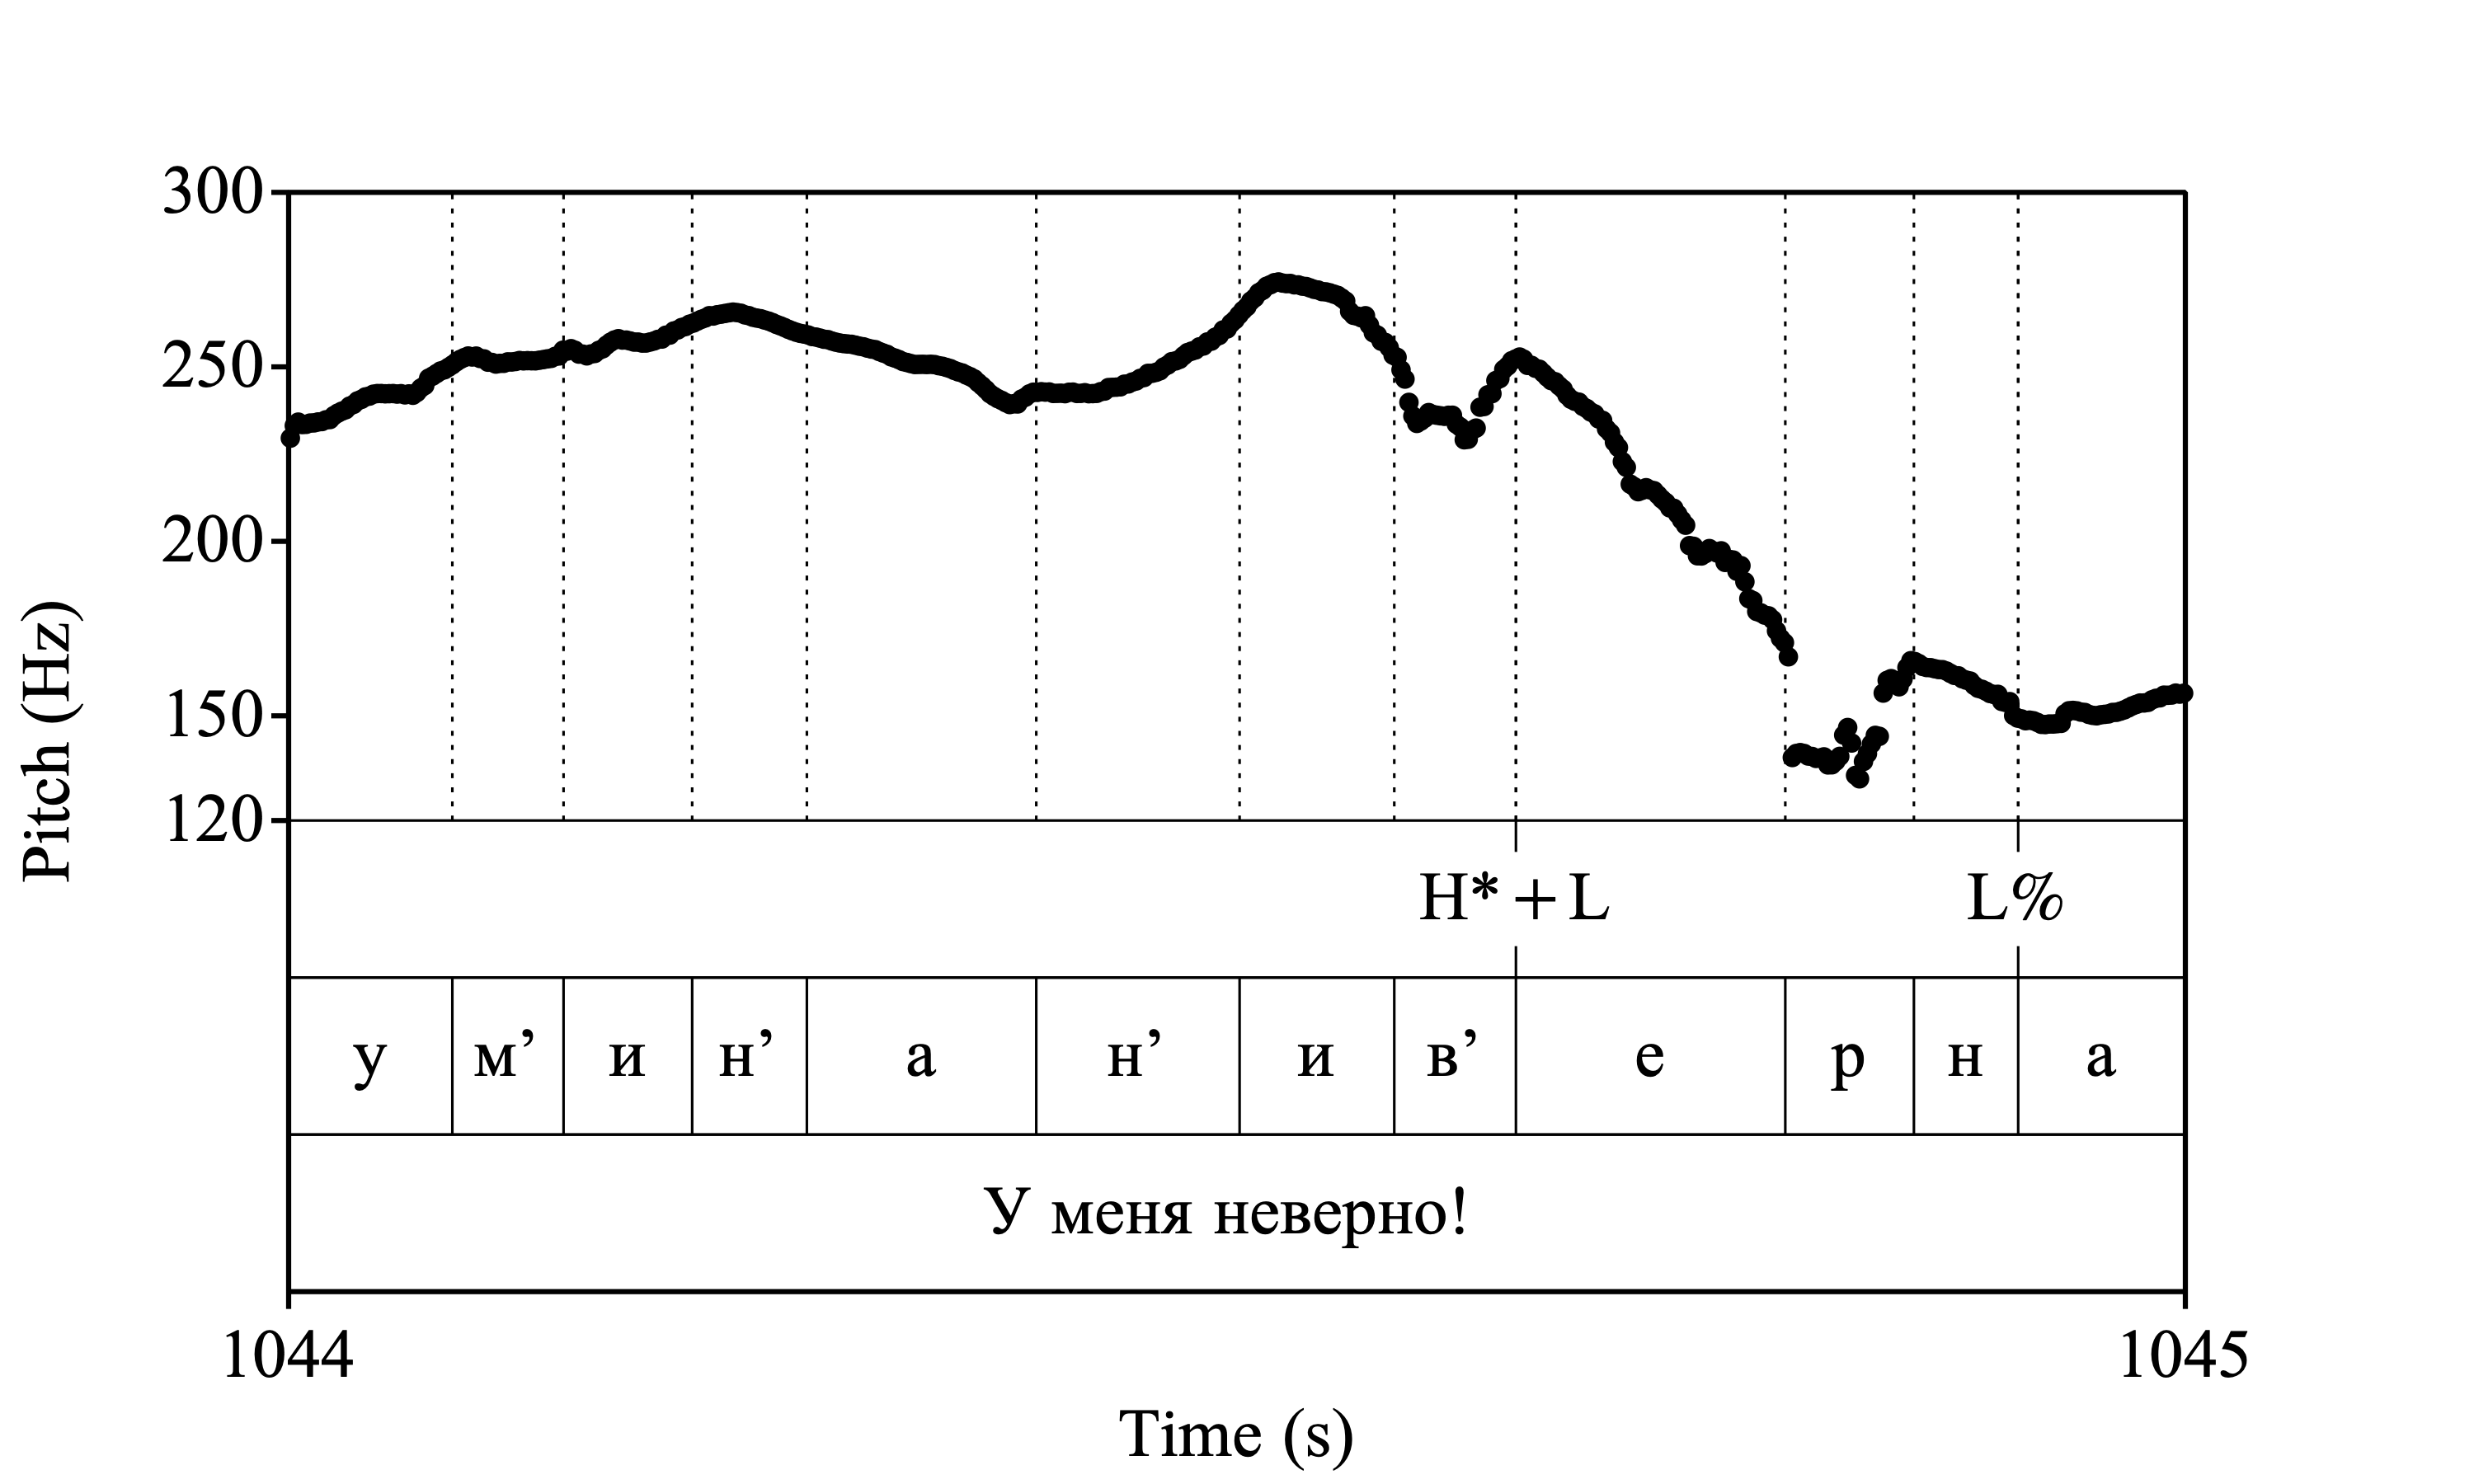 300
250
200
150
120
Pitch (Hz)
H*+L L%
у м’ и н’ а н’ и в’ е р н а
У меня неверно!
1044 1045
Time (s)